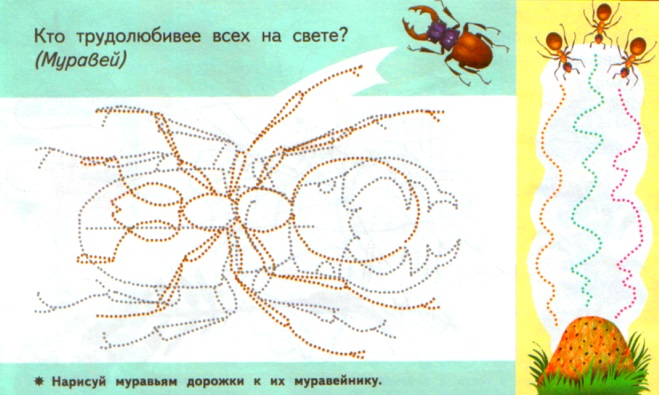 Кто трудолюбивее всех на свете?
(Муравей)
✷ Нарисуй муравьям дорожки к их муравейнику.